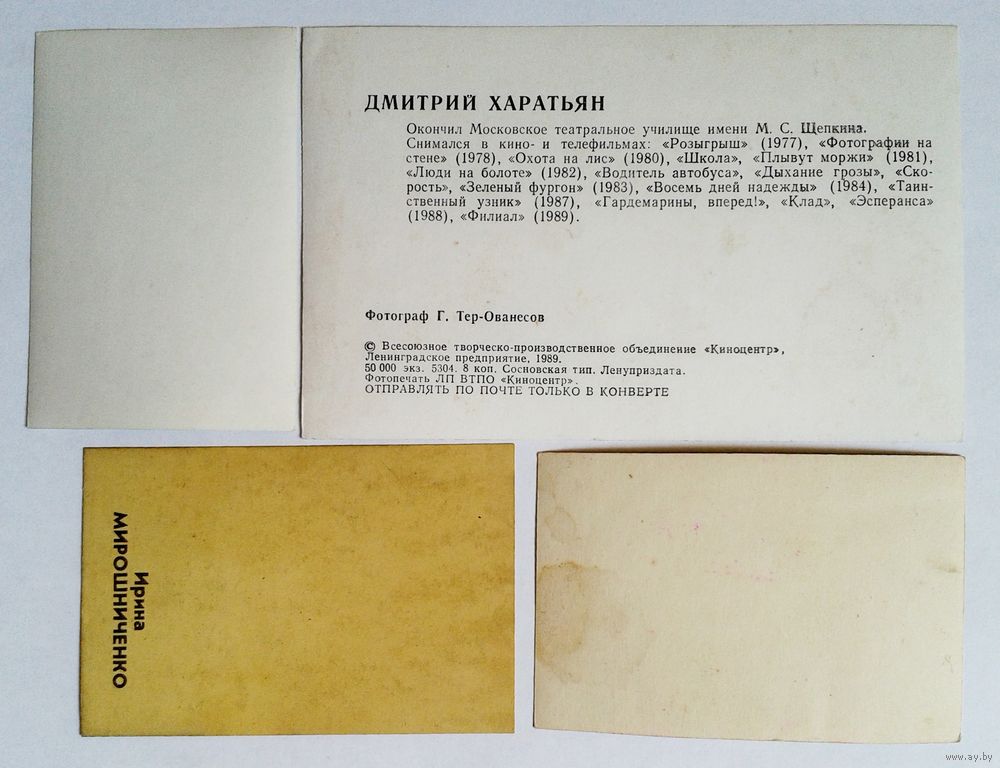 ДМИТРИЙ ХАРАТЬЯН
Окончил Московское театральное училище имени М. С. Щепкина.
Снимался в кино- и телефильмах: «Розыгрыш» (1977), «Фотографии на
стене» (1978), «Охота на лис» (1980), «Школа», «Плывут моржи» (1981),
«Люди на болоте» (1982), «Водитель автобуса», «Дыхание грозы», «Ско-
рость», «Зеленый фургон» (1983), «Восемь дней надежды» (1984), «Таин-
ственный узник» (1987), «Гардемарины, вперед!», «Клад», «Эсперанса»
(1988), «Филиал» (1989).
Фотограф Г. Тер-Ованесов
© Всесоюзное творческо-производственное объединение «Киноцентр»,
Ленинградское предприятие, 1989.
50 000 экз. 5304. 8 коп. Сосновская тип. Ленуприздата.
Фотопечать ЛП ВТПО «Киноцентр».
ОТПРАВЛЯТЬ ПО ПОЧТЕ ТОЛЬКО В КОНВЕРТЕ
Ирина
МИРОШНИЧЕНКО
www.ay.by